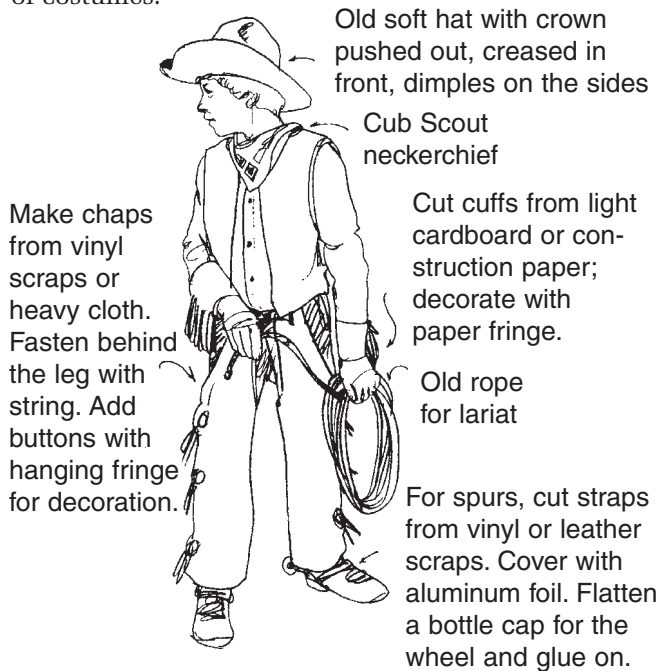 of costumes.
Old soft hat with crown
pushed out, creased in
front, dimples on the sides
Cub Scout
neckerchief
Make chaps
from vinyl
scraps or
heavy cloth.
Fasten behind
the leg with
string. Add
buttons with
hanging fringe
for decoration.
Cut cuffs from light
cardboard or con-
struction paper;
decorate with
paper fringe.
Old rope
for lariat
For spurs, cut straps
from vinyl or leather
scraps. Cover with
aluminum foil. Flatten
a bottle cap for the
wheel and glue on.